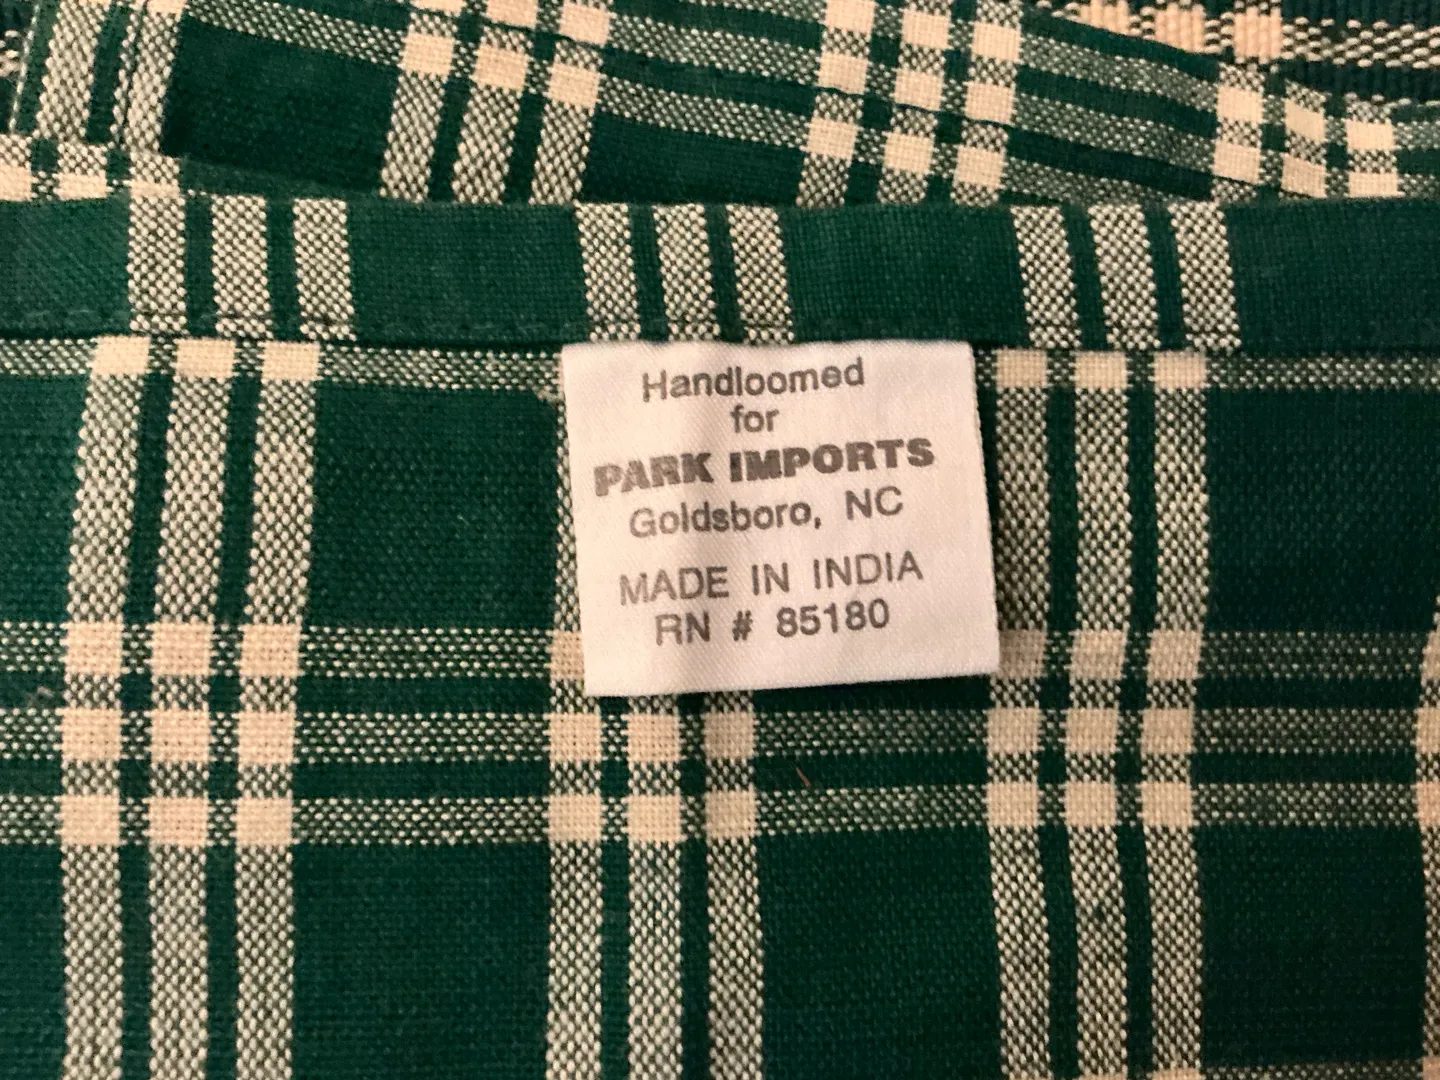 Handloomed
for
PARK IMPORTS
Goldsboro, NC
MADE IN INDIA
RN # 85180